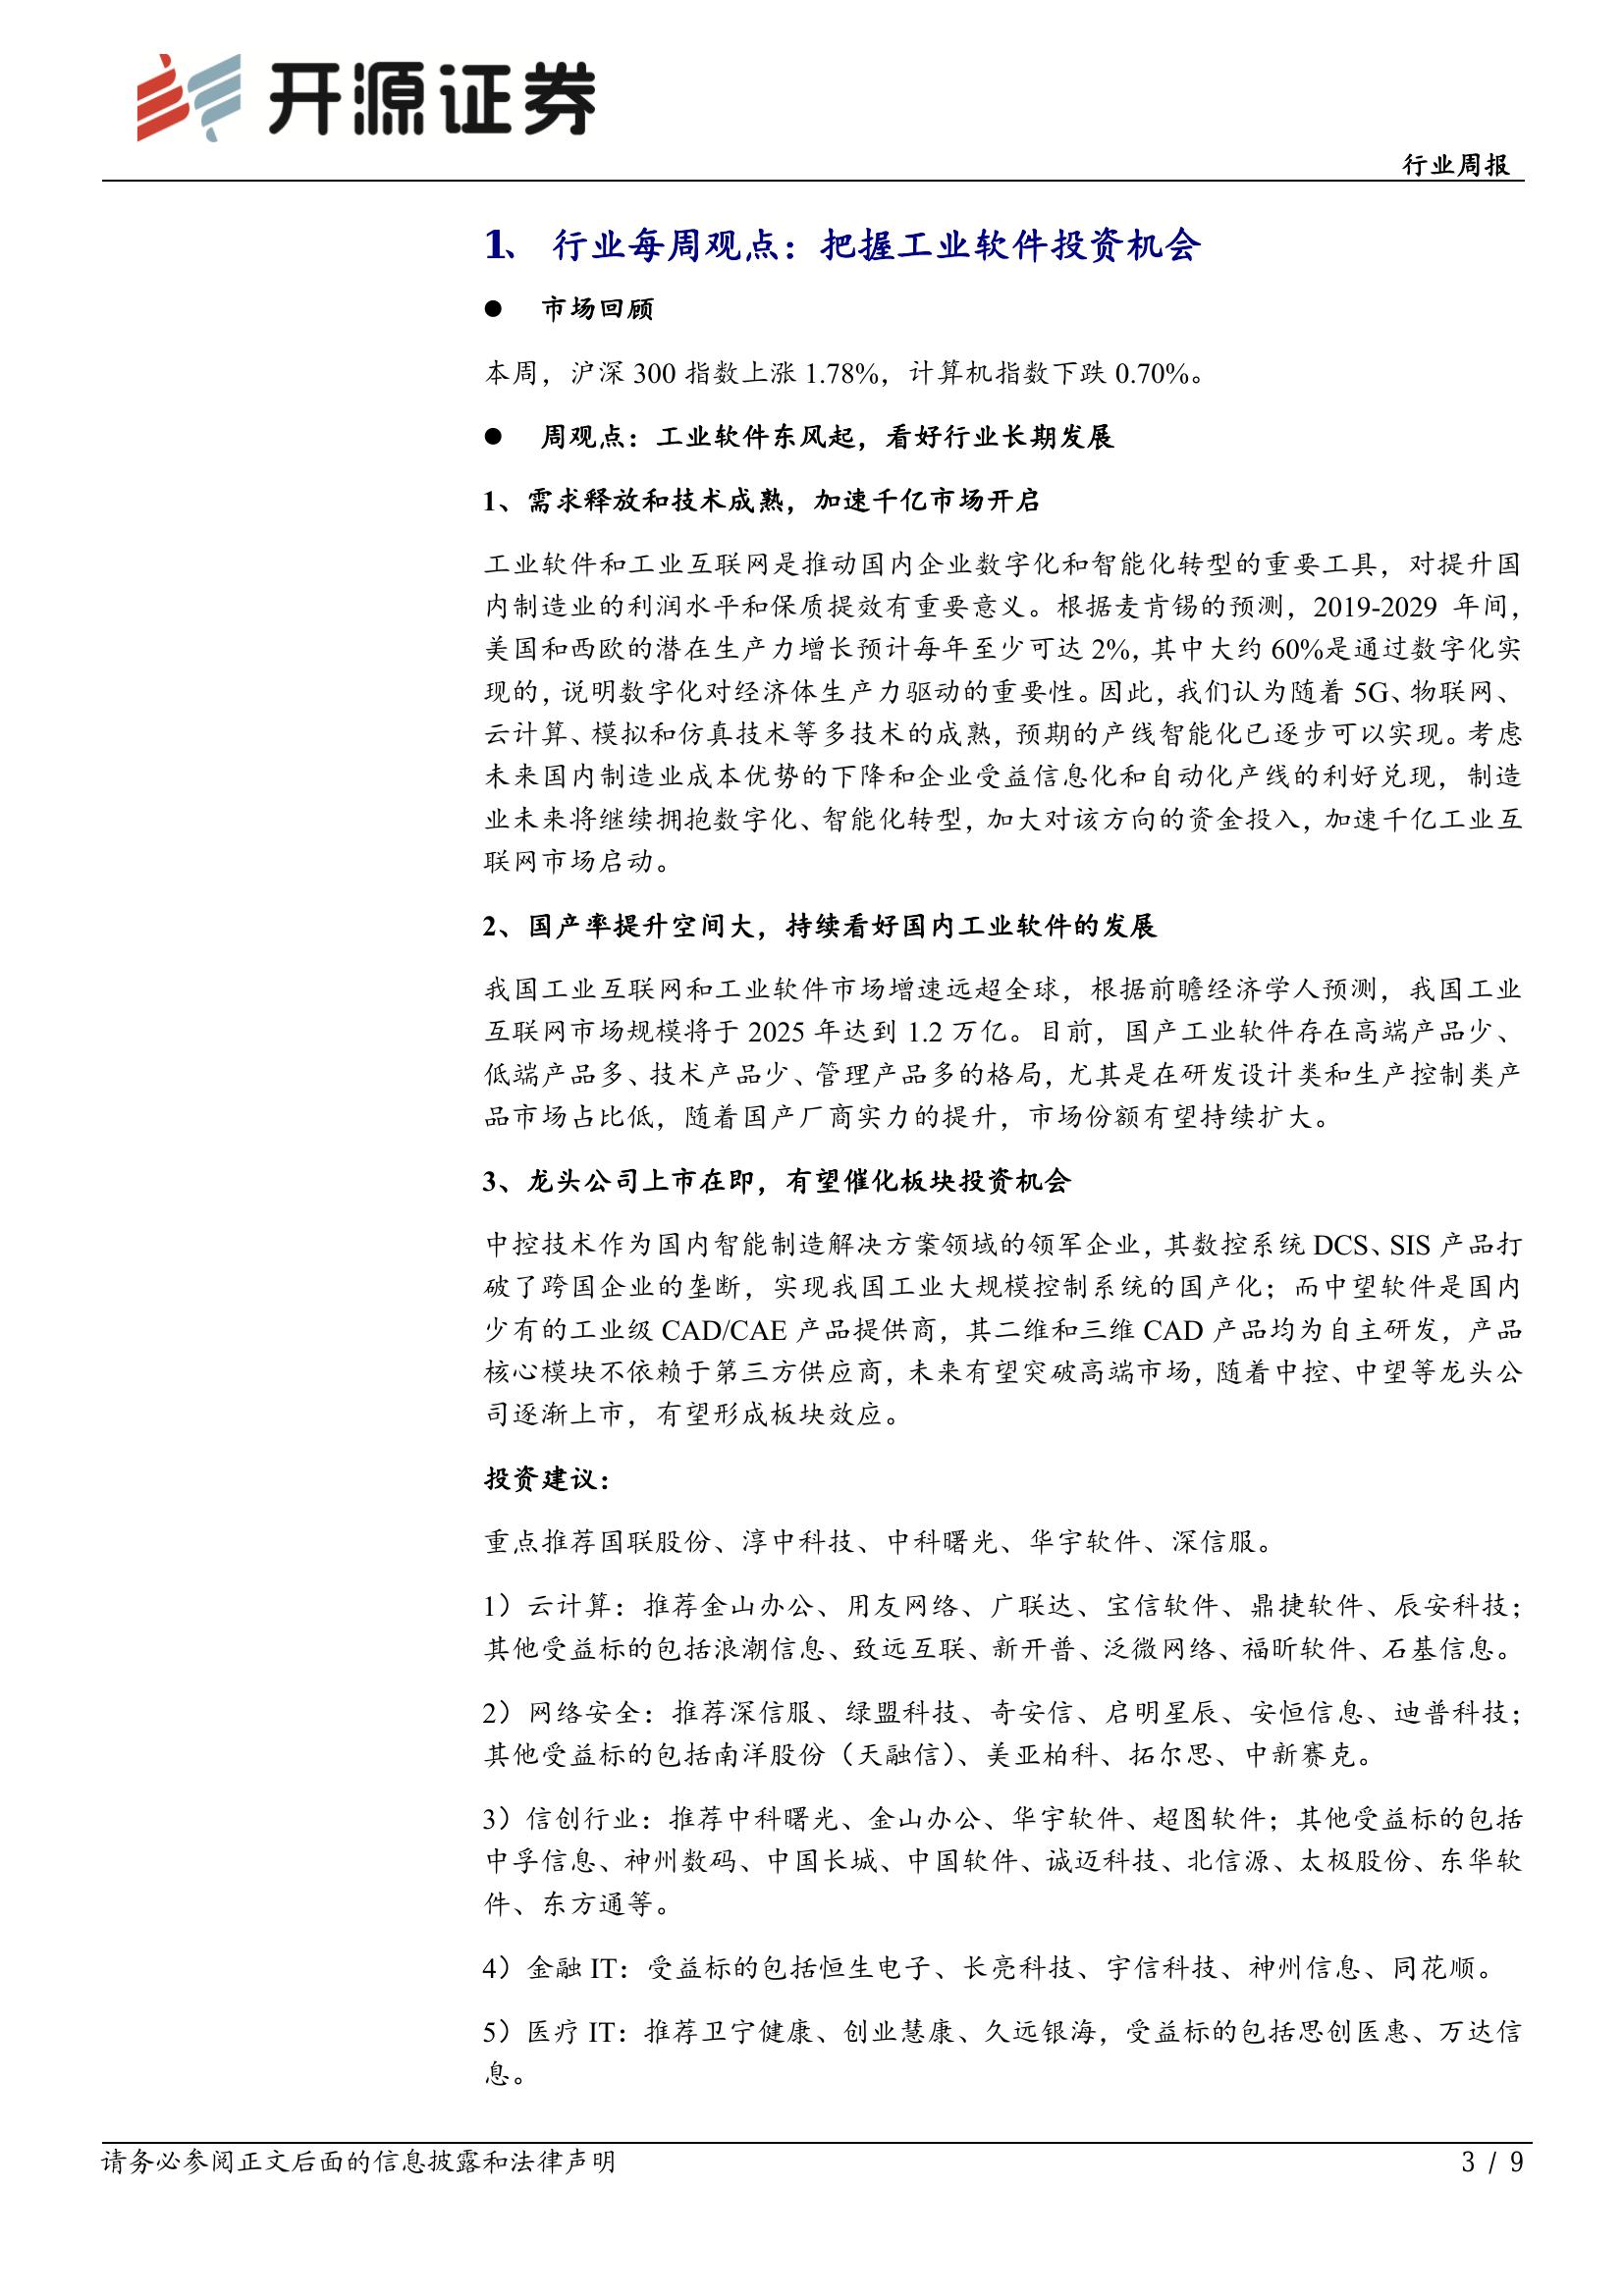 开源证券
行业周报
1、 行业每周观点：把握工业软件投资机会
● 市场回顾
本周，沪深 300 指数上涨 1.78%，计算机指数下跌 0.70%。
● 周观点：工业软件东风起，看好行业长期发展
1、需求释放和技术成熟，加速千亿市场开启
工业软件和工业互联网是推动国内企业数字化和智能化转型的重要工具，对提升国
内制造业的利润水平和保质提效有重要意义。根据麦肯锡的预测，2019-2029 年间，
美国和西欧的潜在生产力增长预计每年至少可达 2%，其中大约 60%是通过数字化实
现的，说明数字化对经济体生产力驱动的重要性。因此，我们认为随着 5G、物联网、
云计算、模拟和仿真技术等多技术的成熟，预期的产线智能化已逐步可以实现。考虑
未来国内制造业成本优势的下降和企业受益信息化和自动化产线的利好兑现，制造
业未来将继续拥抱数字化、智能化转型，加大对该方向的资金投入，加速千亿工业互
联网市场启动。
2、国产率提升空间大，持续看好国内工业软件的发展
我国工业互联网和工业软件市场增速远超全球，根据前瞻经济学人预测，我国工业
互联网市场规模将于 2025 年达到 1.2 万亿。目前，国产工业软件存在高端产品少、
低端产品多、技术产品少、管理产品多的格局，尤其是在研发设计类和生产控制类产
品市场占比低，随着国产厂商实力的提升，市场份额有望持续扩大。
3、龙头公司上市在即，有望催化板块投资机会
中控技术作为国内智能制造解决方案领域的领军企业，其数控系统 DCS、SIS 产品打
破了跨国企业的垄断，实现我国工业大规模控制系统的国产化；而中望软件是国内
少有的工业级 CAD/CAE 产品提供商，其二维和三维 CAD 产品均为自主研发，产品
核心模块不依赖于第三方供应商，未来有望突破高端市场，随着中控、中望等龙头公
司逐渐上市，有望形成板块效应。
投资建议：
重点推荐国联股份、淳中科技、中科曙光、华宇软件、深信服。
1）云计算：推荐金山办公、用友网络、广联达、宝信软件、鼎捷软件、辰安科技；
其他受益标的包括浪潮信息、致远互联、新开普、泛微网络、福昕软件、石基信息。
2）网络安全：推荐深信服、绿盟科技、奇安信、启明星辰、安恒信息、迪普科技；
其他受益标的包括南洋股份（天融信）、美亚柏科、拓尔思、中新赛克。
3）信创行业：推荐中科曙光、金山办公、华宇软件、超图软件；其他受益标的包括
中孚信息、神州数码、中国长城、中国软件、诚迈科技、北信源、太极股份、东华软
件、东方通等。
4）金融 IT：受益标的包括恒生电子、长亮科技、宇信科技、神州信息、同花顺。
5）医疗 IT：推荐卫宁健康、创业慧康、久远银海，受益标的包括思创医惠、万达信
息。
请务必参阅正文后面的信息披露和法律声明
3 / 9